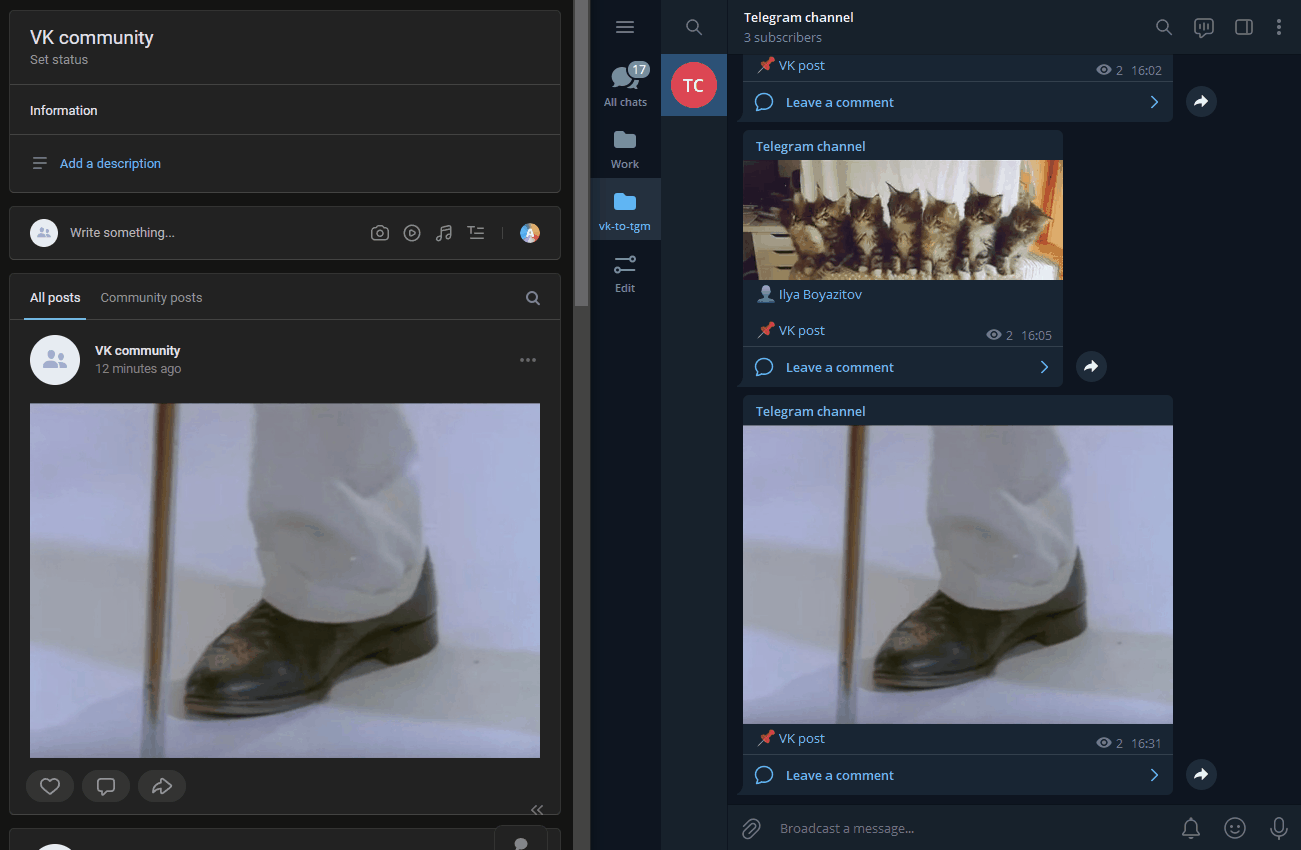 VK community
Set status
Information
Add a description
Write something...
A
All posts
Community posts
VK community
12 minutes ago
17
All chats
Work
vk-to-tgm
Edit
TC
Telegram channel
3 subscribers
VK post
2 16:02
Leave a comment
Telegram channel
Ilya Boyazitov
VK post
2 16:05
Leave a comment
Telegram channel
VK post
2 16:31
Leave a comment
Broadcast a message...